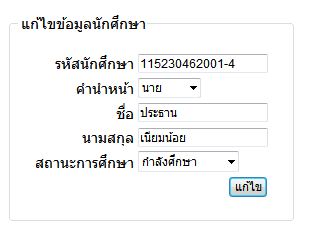 แก้ไขข้อมูลนักศึกษา
รหัสนักศึกษา 115230462001-4
คำนำหน้า นาย
ชื่อ ประธาน
นามสกุล เนียมน้อย
สถานะการศึกษา กำลังศึกษา
แก้ไข